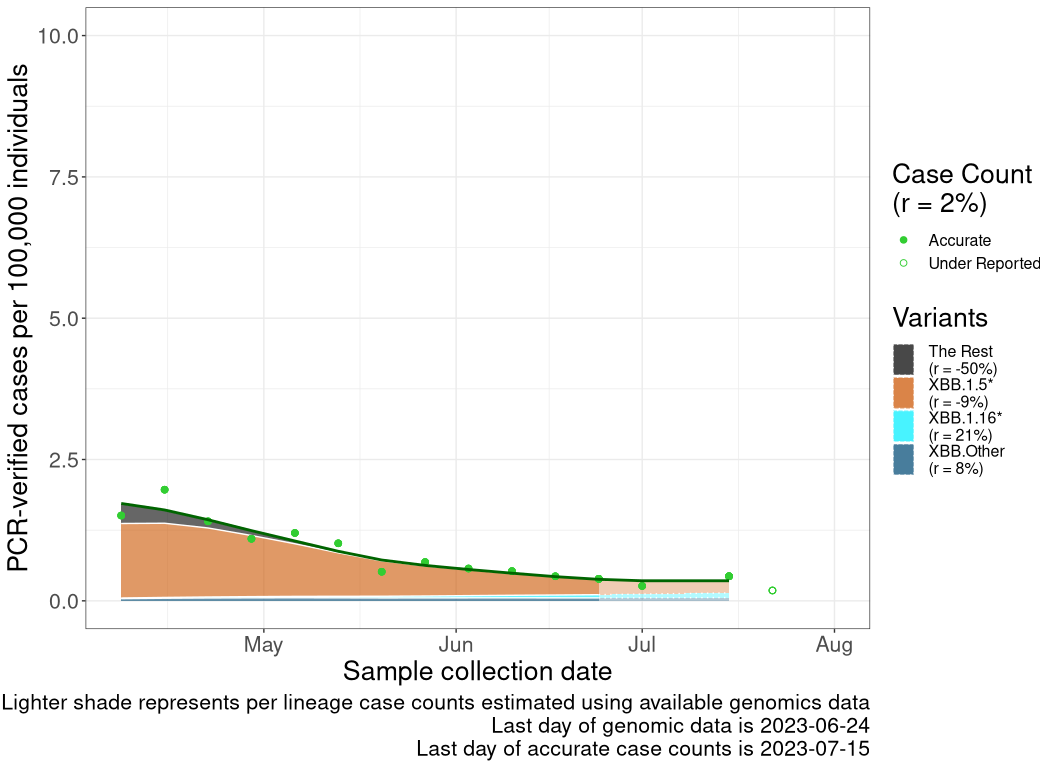 PCR-verified cases per 100,000 individuals
10.0
7.5
5.0
2.5
0.0
May
Jun
Jul
Aug
Sample collection date
Lighter shade represents per lineage case counts estimated using available genomics data
Last day of genomic data is 2023-06-24
Last day of accurate case counts is 2023-07-15
Case Count
(r = 2%)
Accurate
Under Reported
Variants
The Rest
(r = -50%)
XBB.1.5*
(r = -9%)
XBB.1.16*
(r = 21%)
XBB.Other
(r = 8%)